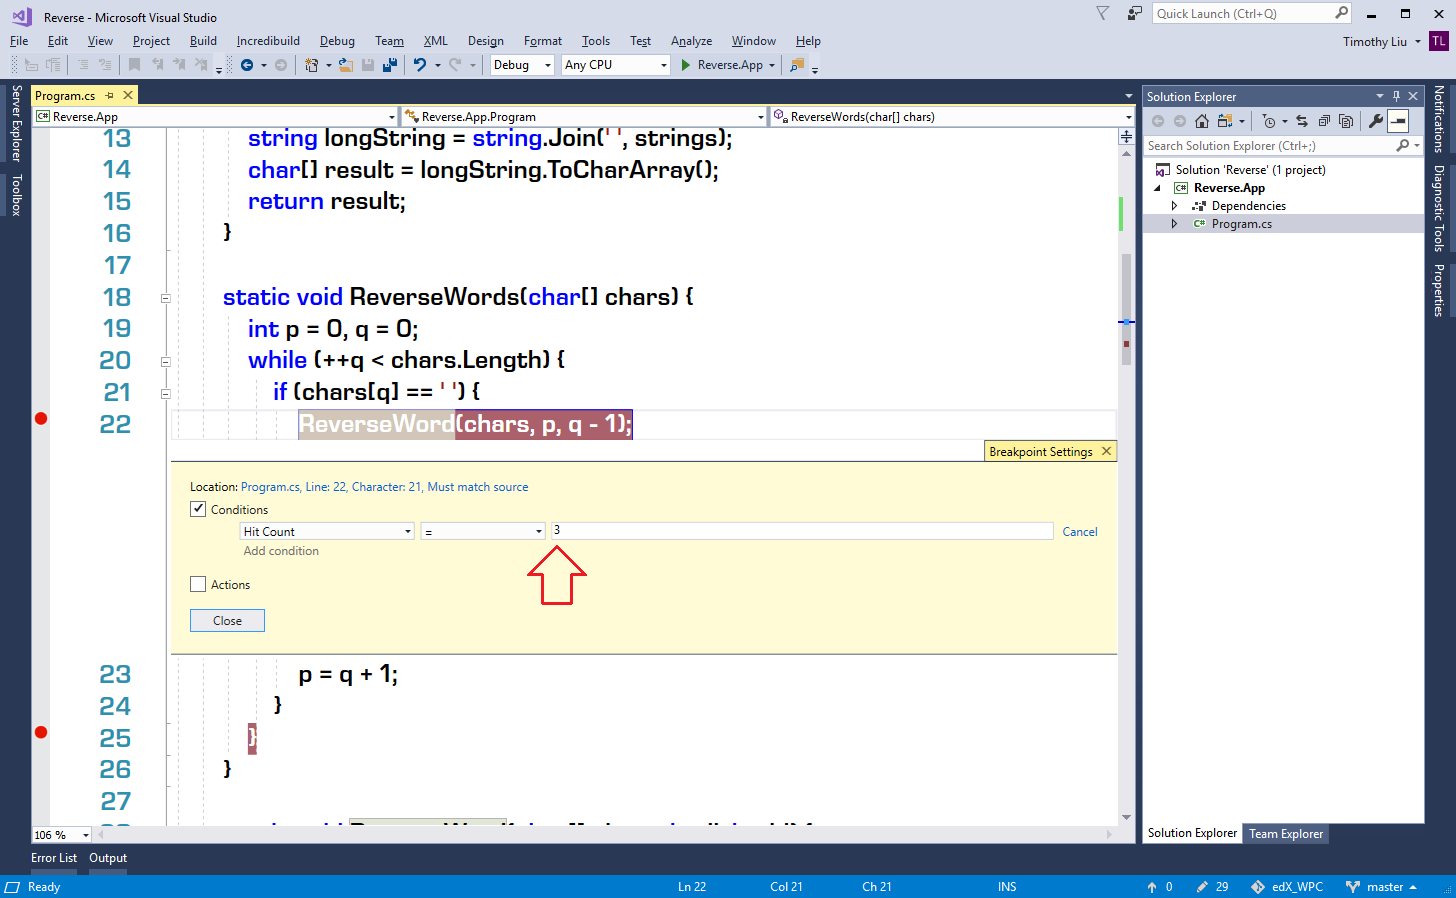 Reverse - Microsoft Visual Studio
Quick Launch (Ctrl+Q)
File Edit View Project Build Incredibuild Debug Team XML Design Format Tools Test Analyze Window Help
Timothy Liu TL
Debug Any CPU Reverse.App
Server Explorer
Toolbox
Program.cs
Reverse.App Reverse.App.Program ReverseWords(char[] chars)
13 string longString = string.Join(' ', strings);
14 char[] result = longString.ToCharArray();
15 return result;
16 }
17
18 static void ReverseWords(char[] chars) {
19 int p = 0, q = 0;
20 while (++q < chars.Length) {
21 if (chars[q] == ' ') {
22 ReverseWord(chars, p, q - 1);
Breakpoint Settings
Location: Program.cs, Line: 22, Character: 21, Must match source
Conditions
Hit Count = 3 Cancel
Add condition
Actions
Close
23 p = q + 1;
24 }
25 }
26 }
27
106 %
Solution Explorer
Search Solution Explorer (Ctrl+;)
Solution 'Reverse' (1 project)
Reverse.App
Dependencies
Program.cs
Solution Explorer Team Explorer
Notifications
Diagnostic Tools
Properties
Error List Output
Ready Ln 22 Col 21 Ch 21 INS 0 29 edX_WPC master